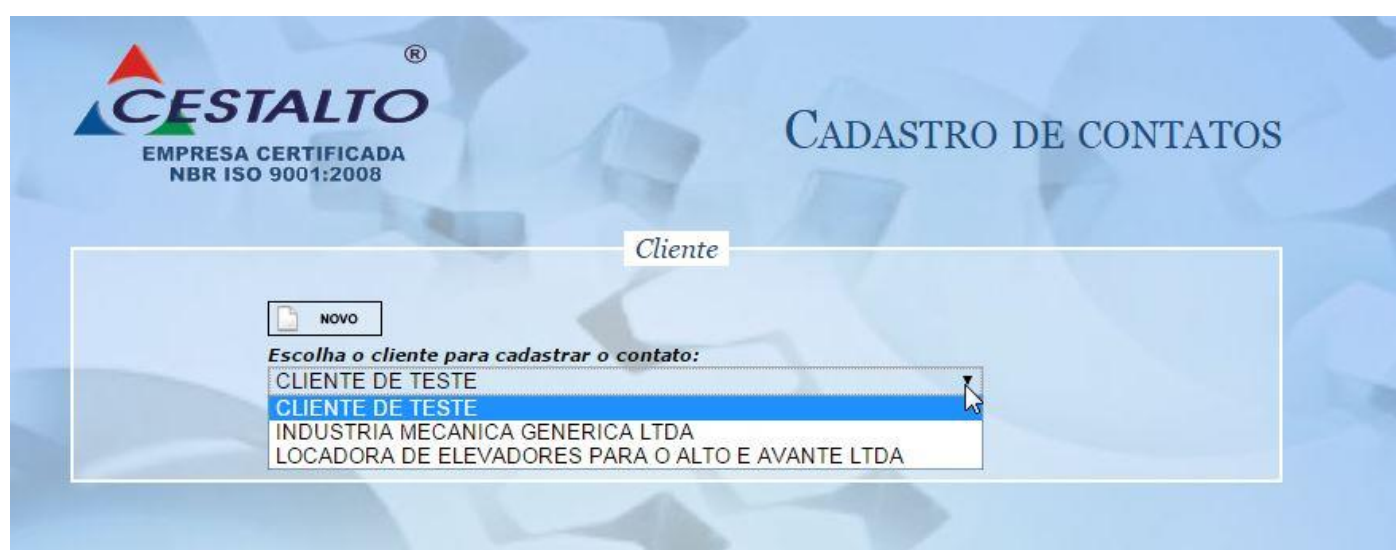 ®
CESTALTO
EMPRESA CERTIFICADA
NBR ISO 9001:2008
CADASTRO DE CONTATOS
Cliente
NOVO
Escolha o cliente para cadastrar o contato:
CLIENTE DE TESTE
CLIENTE DE TESTE
INDUSTRIA MECANICA GENERICA LTDA
LOCADORA DE ELEVADORES PARA O ALTO E AVANTE LTDA